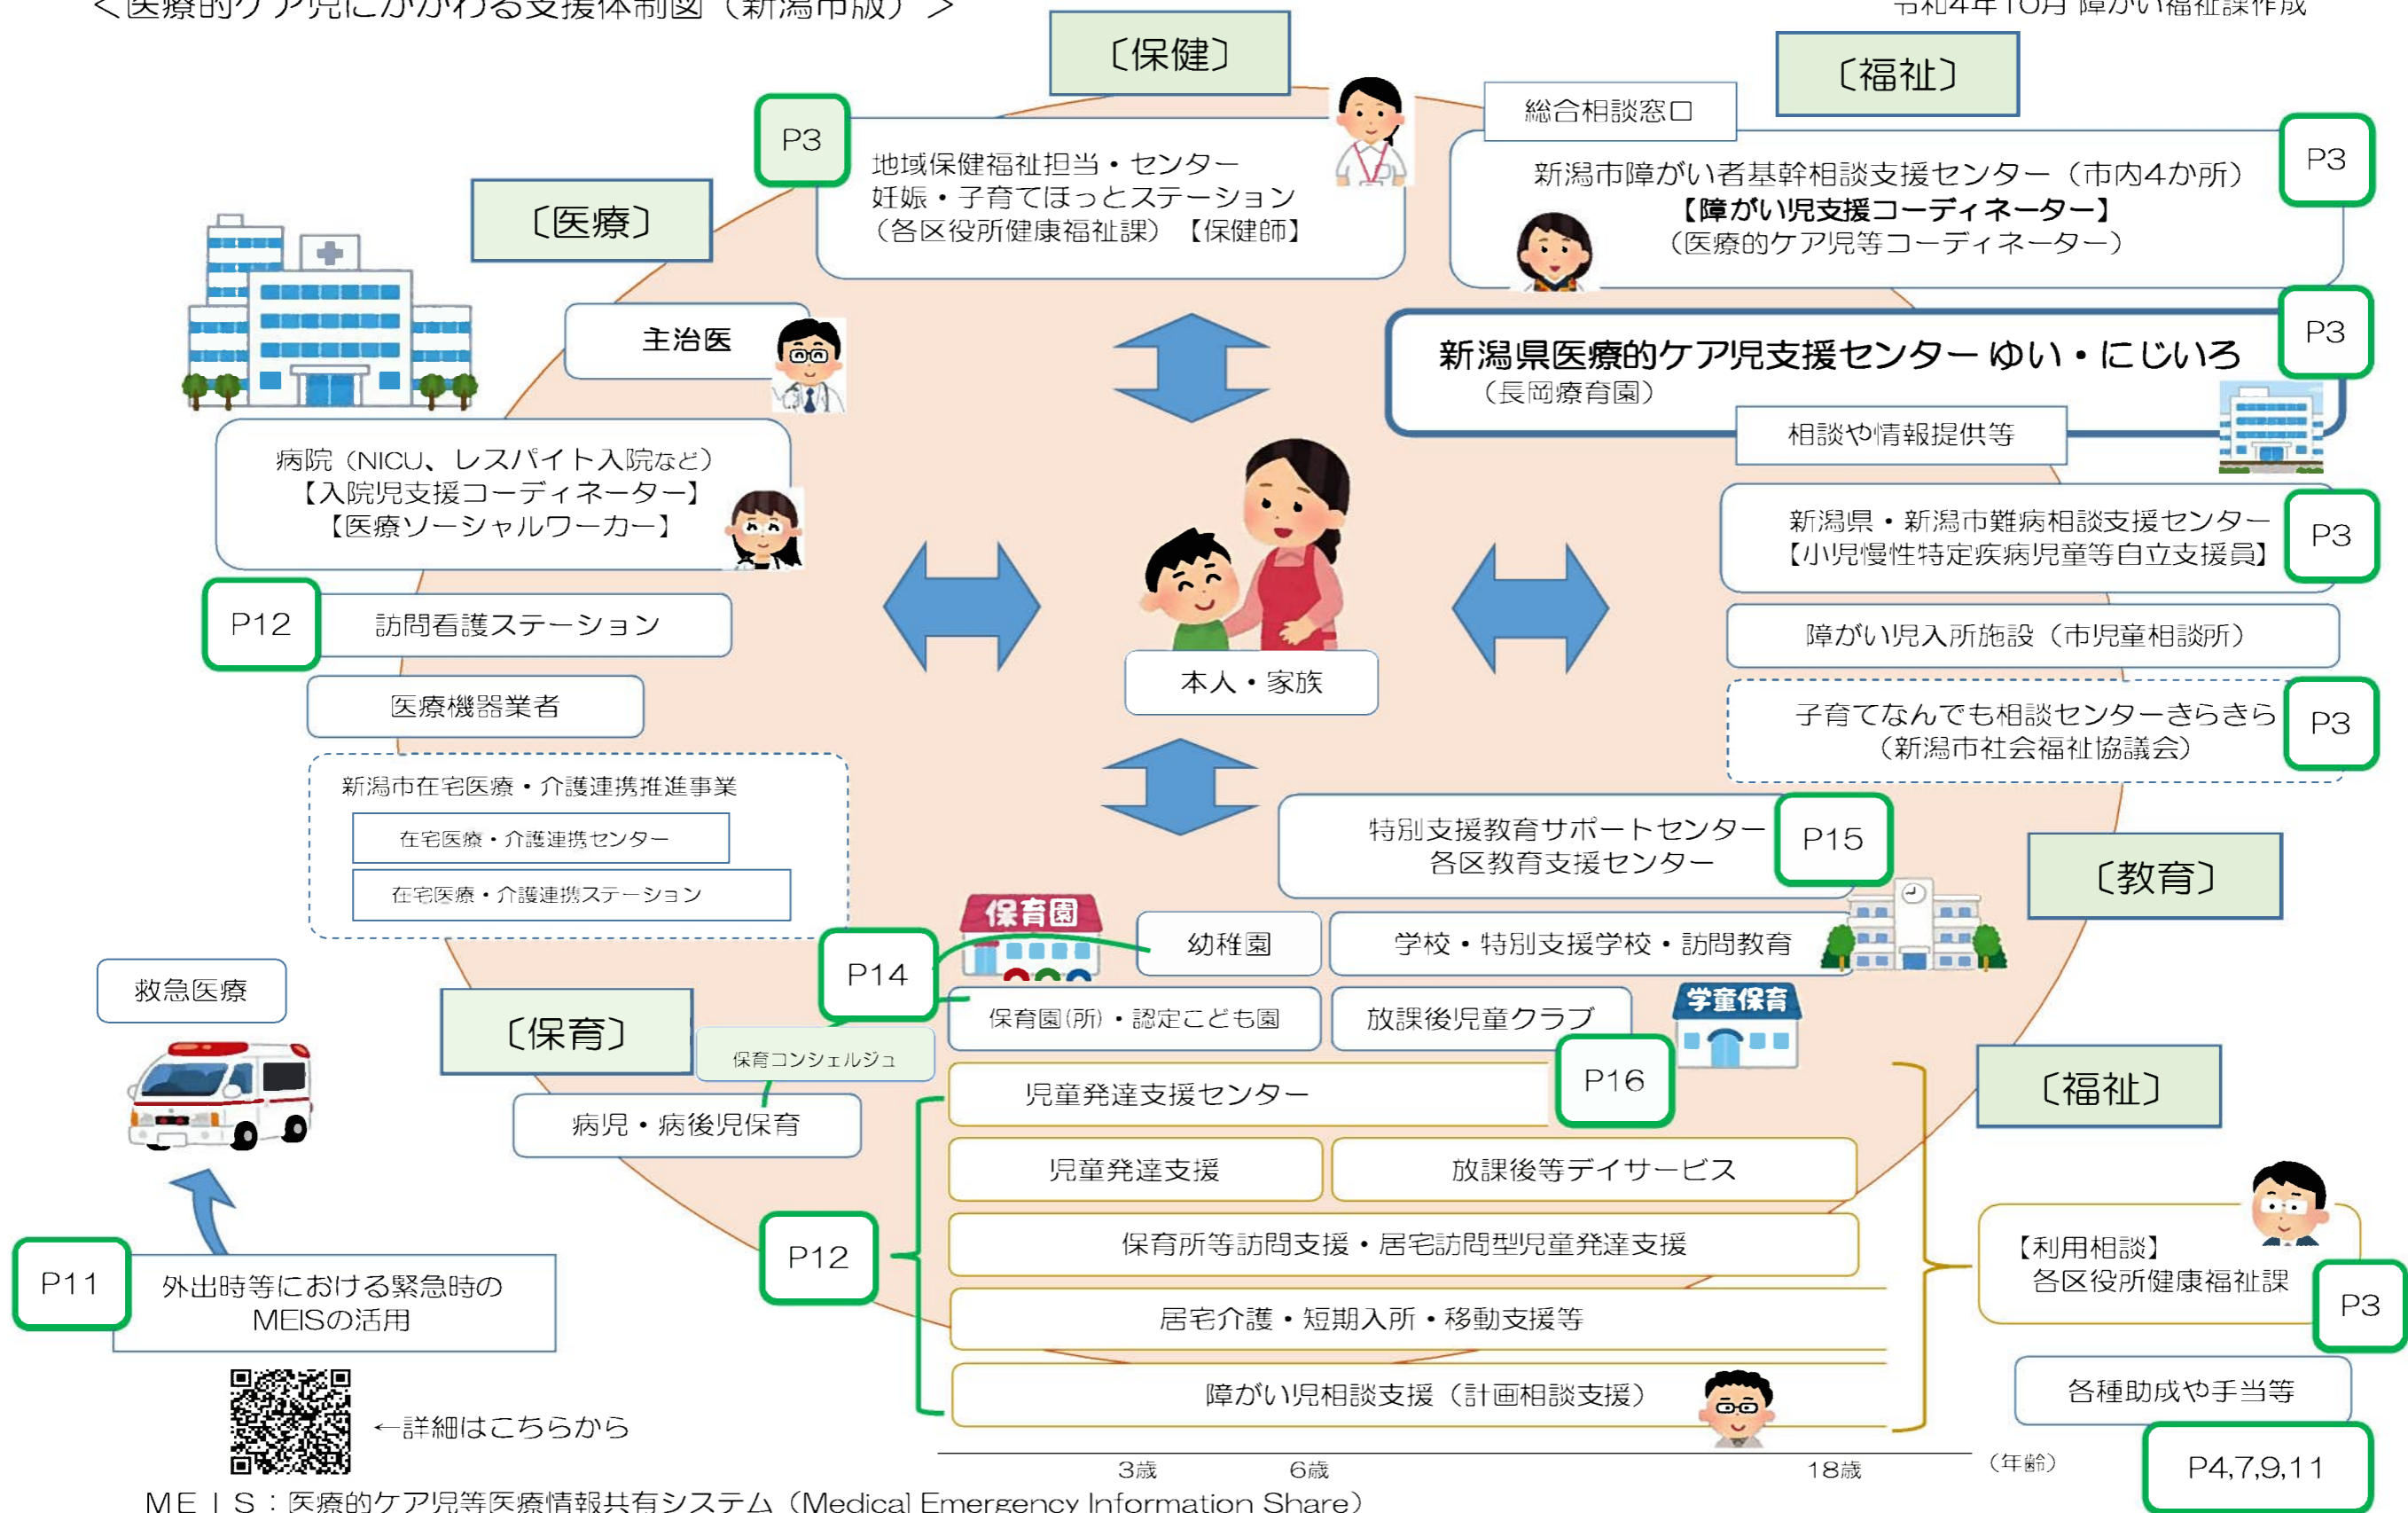 ＜医療的ケア児にかかわる支援体制図（新潟市版）＞
令和4年10月 障がい福祉課作成
〔保健〕
〔福祉〕
総合相談窓口
P3
地域保健福祉担当・センター
妊娠・子育てほっとステーション
（各区役所健康福祉課）【保健師】
新潟市障がい者基幹相談支援センター（市内4か所）
【障がい児支援コーディネーター】
（医療的ケア児等コーディネーター）
P3
〔医療〕
主治医
新潟県医療的ケア児支援センター ゆい・にじいろ
（長岡療育園）
P3
相談や情報提供等
病院（NICU、レスパイト入院など）
【入院児支援コーディネーター】
【医療ソーシャルワーカー】
新潟県・新潟市難病相談支援センター
【小児慢性特定疾病児童等自立支援員】
P3
P12
訪問看護ステーション
障がい児入所施設（市児童相談所）
本人・家族
医療機器業者
子育てなんでも相談センターきらきら
（新潟市社会福祉協議会）
P3
新潟市在宅医療・介護連携推進事業
在宅医療・介護連携センター
在宅医療・介護連携ステーション
特別支援教育サポートセンター
各区教育支援センター
P15
〔教育〕
保育園
幼稚園
学校・特別支援学校・訪問教育
P14
救急医療
〔保育〕
保育コンシェルジュ
保育園(所)・認定こども園
放課後児童クラブ
学童保育
病児・病後児保育
児童発達支援センター
P16
〔福祉〕
児童発達支援
放課後等デイサービス
P12
保育所等訪問支援・居宅訪問型児童発達支援
【利用相談】
各区役所健康福祉課
P3
P11
外出時等における緊急時の
MEISの活用
居宅介護・短期入所・移動支援等
障がい児相談支援（計画相談支援）
各種助成や手当等
P4,7,9,11
←詳細はこちらから
3歳
6歳
18歳
（年齢）
ＭＥＩＳ：医療的ケア児等医療情報共有システム（Medical Emergency Information Share）